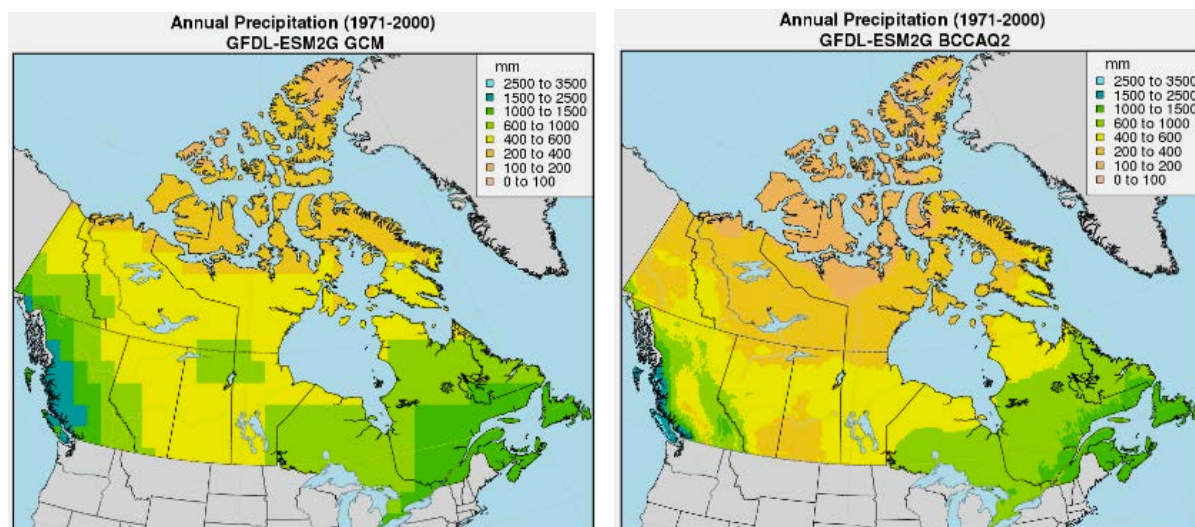 Annual Precipitation (1971-2000)
GFDL-ESM2G GCM
mm
2500 to 3500
1500 to 2500
1000 to 1500
600 to 1000
400 to 600
200 to 400
100 to 200
0 to 100
Annual Precipitation (1971-2000)
GFDL-ESM2G BCCAQ2
mm
2500 to 3500
1500 to 2500
1000 to 1500
600 to 1000
400 to 600
200 to 400
100 to 200
0 to 100